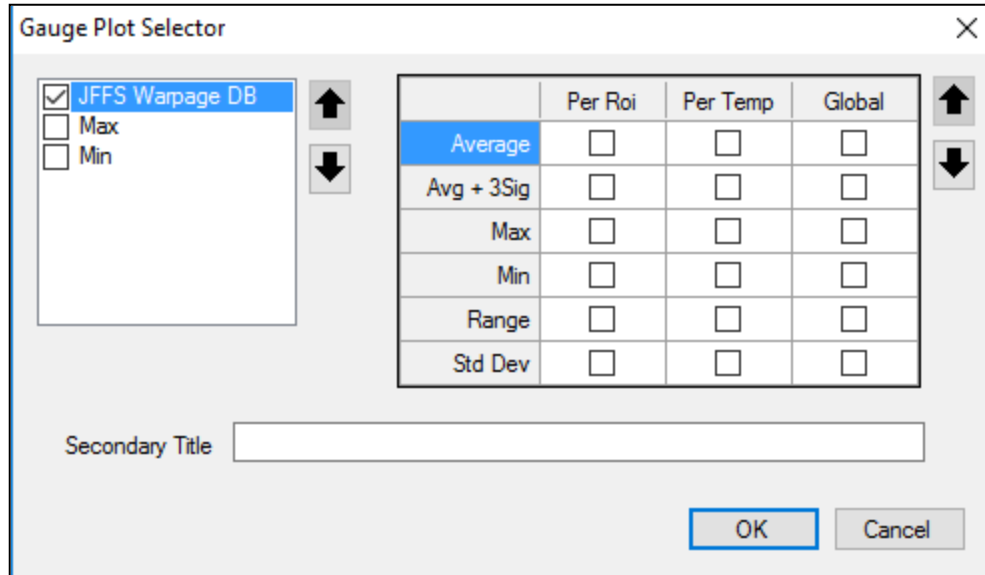 Gauge Plot Selector
JFFS Warpage DB
Max
Min
Per Roi Per Temp Global
Average
Avg + 3Sig
Max
Min
Range
Std Dev
Secondary Title
OK Cancel